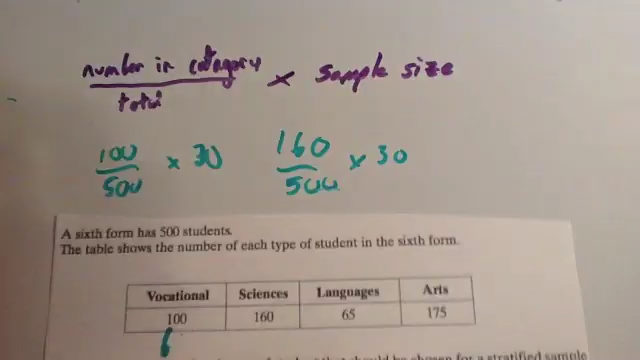 number in category
total
× sample size
100
500
× 30
160
500
× 30
A sixth form has 500 students.
The table shows the number of each type of student in the sixth form.
Vocational Sciences Languages Arts
100 160 65 175
6
that should be chosen for a stratified sample